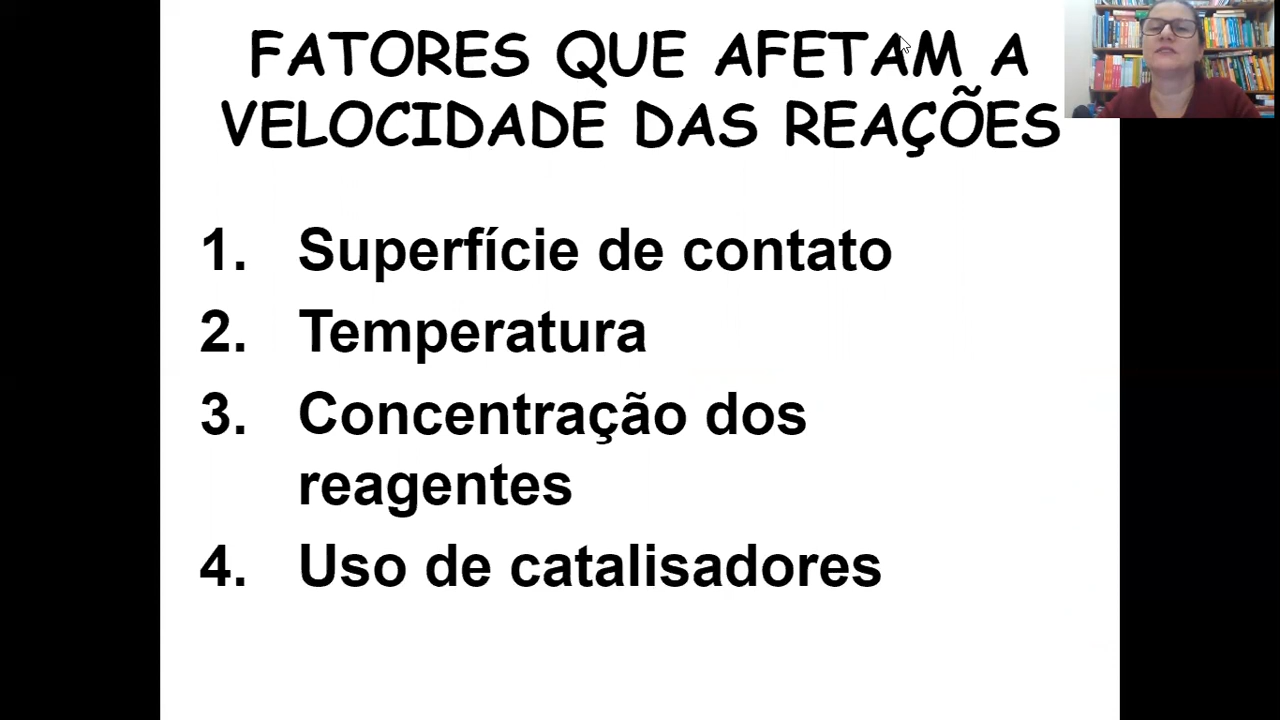 FATORES QUE AFETAM A
VELOCIDADE DAS REAÇÕES
1. Superfície de contato
2. Temperatura
3. Concentração dos
reagentes
4. Uso de catalisadores